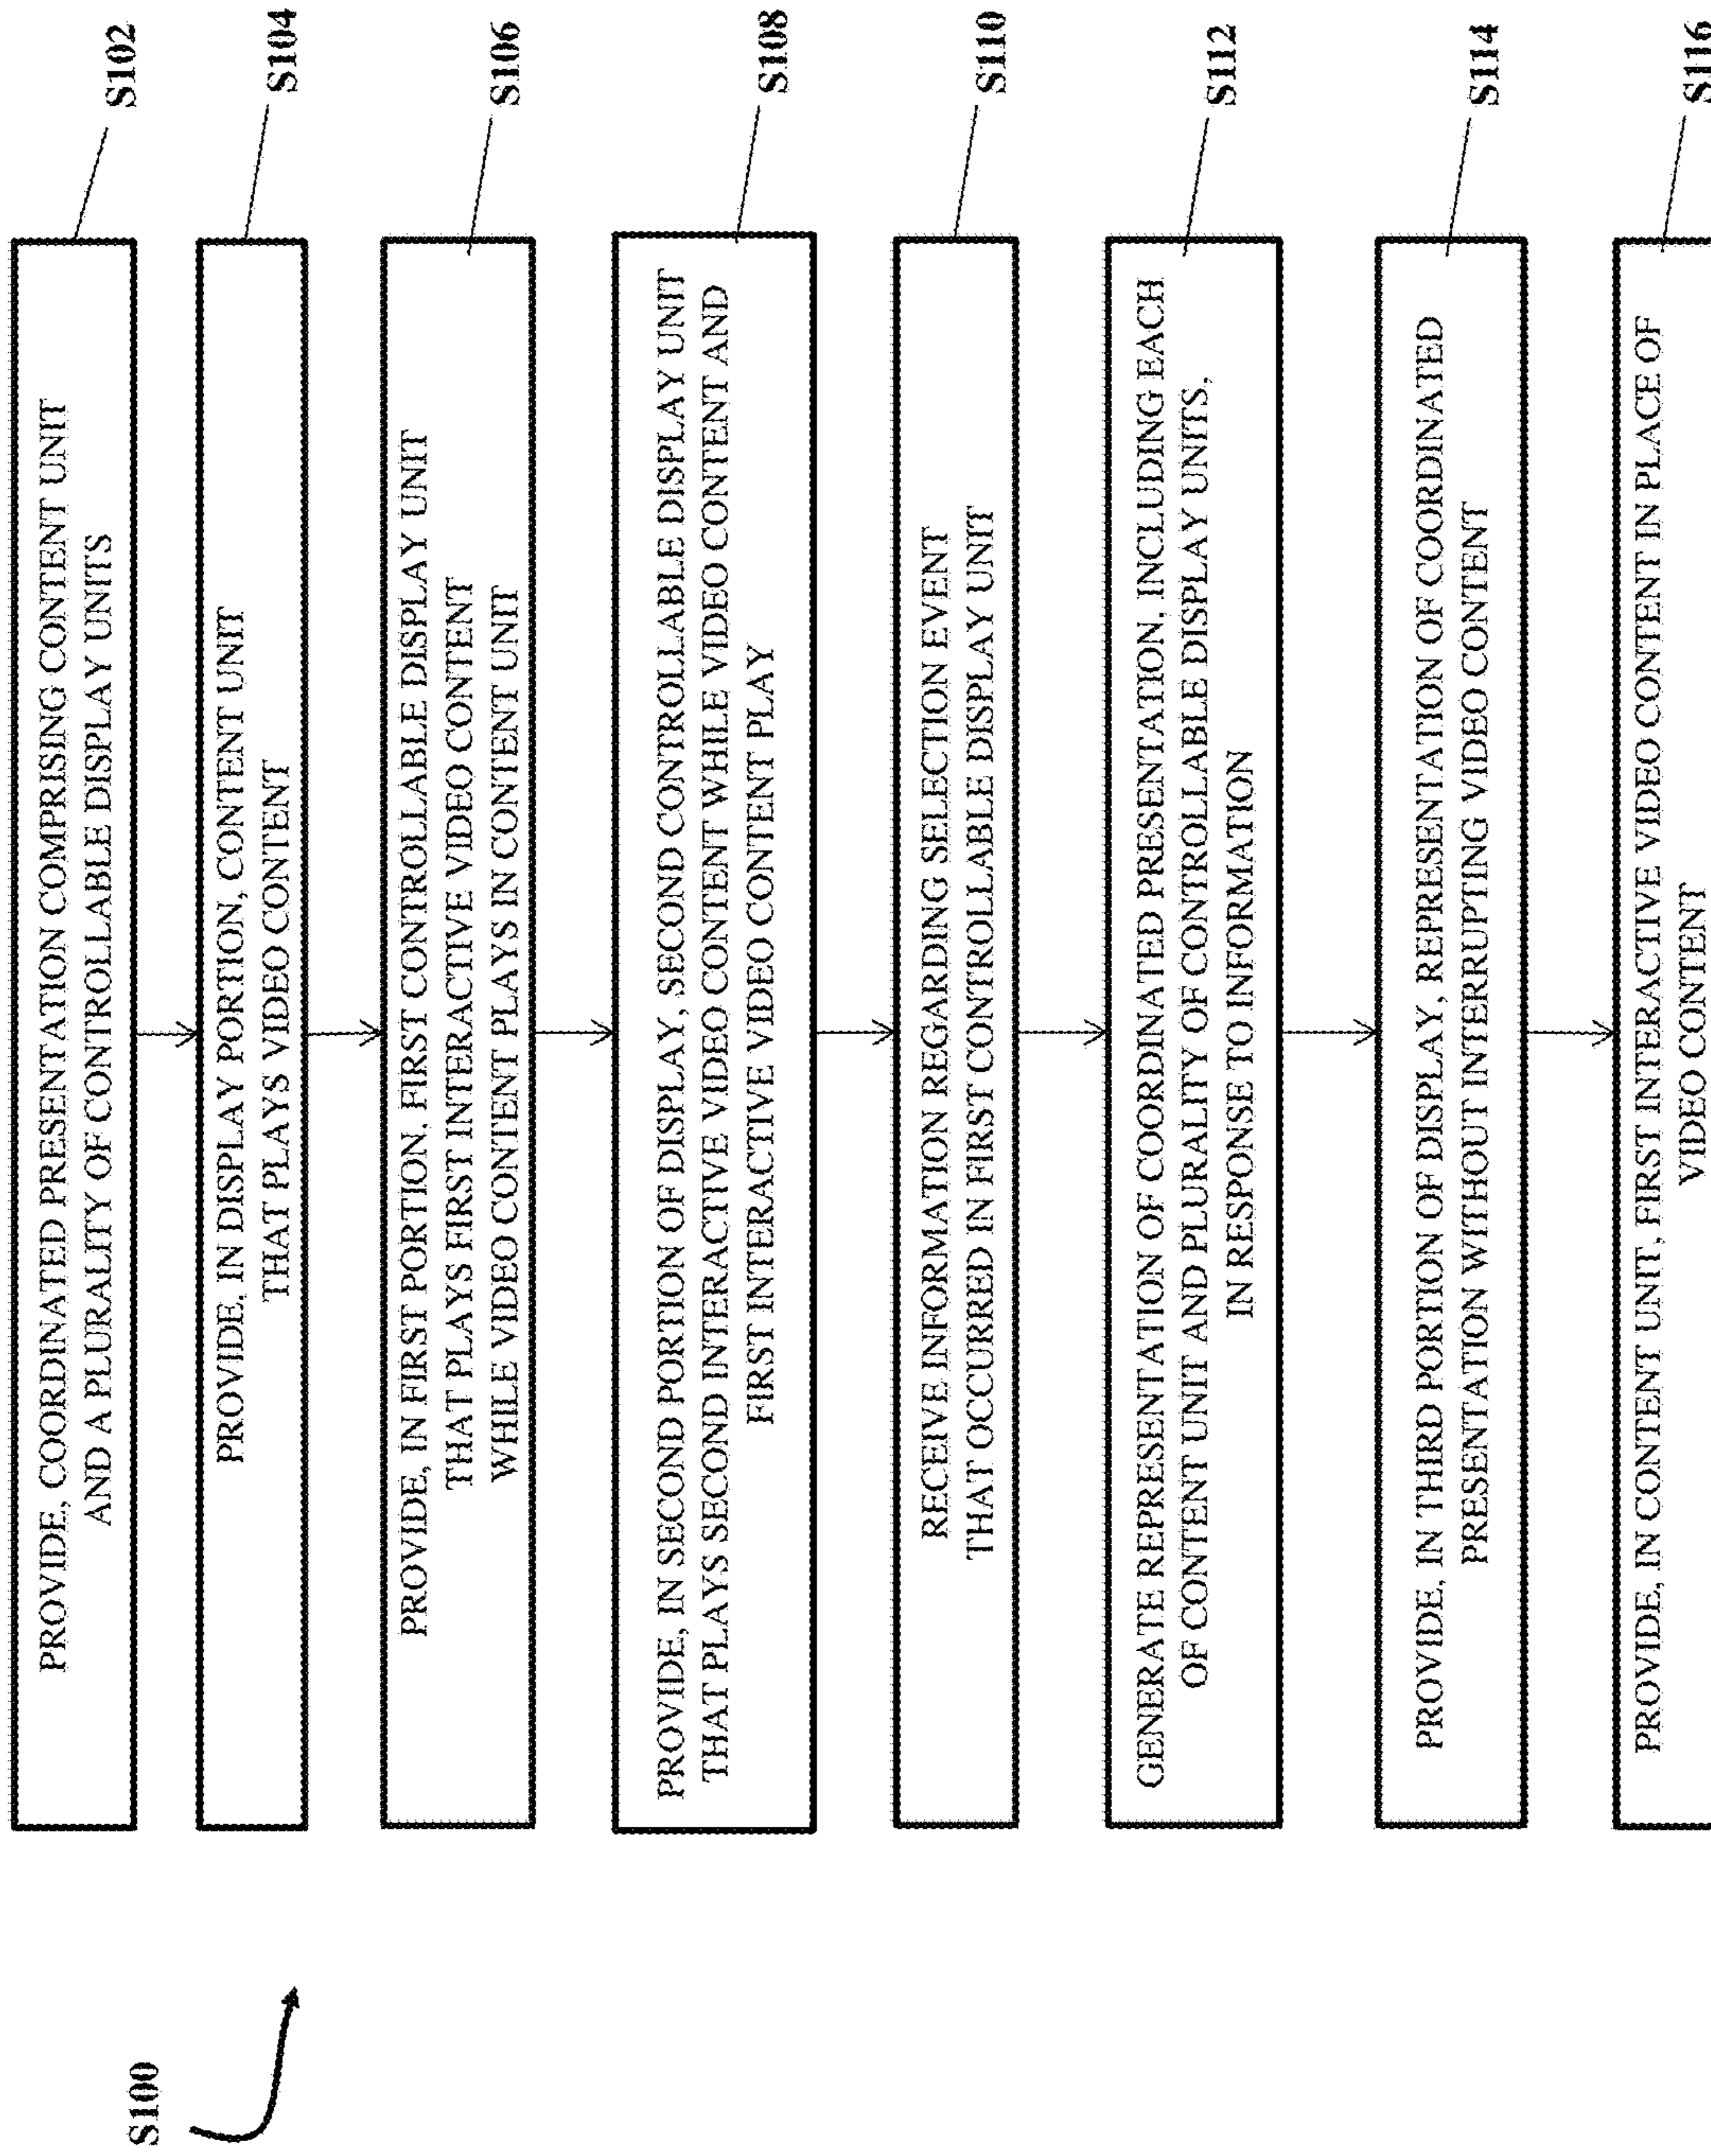 S100
PROVIDE, COORDINATED PRESENTATION COMPRISING CONTENT UNIT
AND A PLURALITY OF CONTROLLABLE DISPLAY UNITS
S102
PROVIDE, IN DISPLAY PORTION, CONTENT UNIT
THAT PLAYS VIDEO CONTENT
S104
PROVIDE, IN FIRST PORTION, FIRST CONTROLLABLE DISPLAY UNIT
THAT PLAYS FIRST INTERACTIVE VIDEO CONTENT
WHILE VIDEO CONTENT PLAYS IN CONTENT UNIT
S106
PROVIDE, IN SECOND PORTION OF DISPLAY, SECOND CONTROLLABLE DISPLAY UNIT
THAT PLAYS SECOND INTERACTIVE VIDEO CONTENT WHILE VIDEO CONTENT AND
FIRST INTERACTIVE VIDEO CONTENT PLAY
S108
RECEIVE INFORMATION REGARDING SELECTION EVENT
THAT OCCURRED IN FIRST CONTROLLABLE DISPLAY UNIT
S110
GENERATE REPRESENTATION OF COORDINATED PRESENTATION, INCLUDING EACH
OF CONTENT UNIT AND PLURALITY OF CONTROLLABLE DISPLAY UNITS,
IN RESPONSE TO INFORMATION
S112
PROVIDE, IN THIRD PORTION OF DISPLAY, REPRESENTATION OF COORDINATED
PRESENTATION WITHOUT INTERRUPTING VIDEO CONTENT
S114
PROVIDE, IN CONTENT UNIT, FIRST INTERACTIVE VIDEO CONTENT IN PLACE OF
VIDEO CONTENT
S116